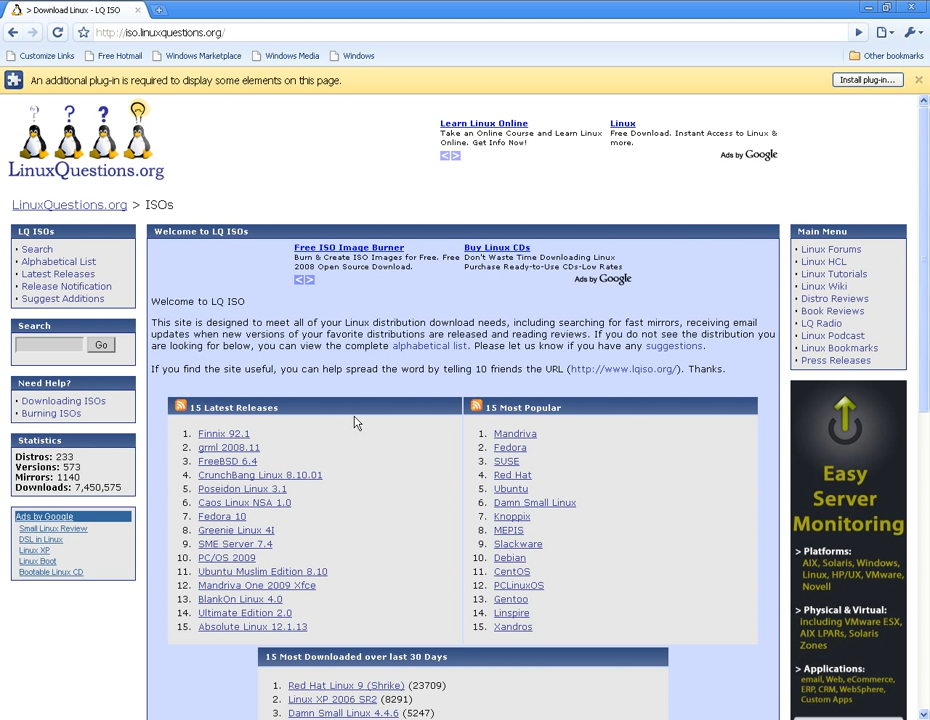 > Download Linux - LQ ISO
http://iso.linuxquestions.org/
Customize Links
Free Hotmail
Windows Marketplace
Windows Media
Windows
Other bookmarks
An additional plug-in is required to display some elements on this page.
Install plug-in...
? ? ?
LinuxQuestions.org
Learn Linux Online
Take an Online Course and Learn Linux
Online. Get Info Now!
Linux
Free Download. Instant Access to Linux &
more.
Ads by Google
LinuxQuestions.org > ISOs
LQ ISOs
• Search
• Alphabetical List
• Latest Releases
• Release Notification
• Suggest Additions
Search
Go
Need Help?
• Downloading ISOs
• Burning ISOs
Statistics
Distros: 233
Versions: 573
Mirrors: 1140
Downloads: 7,450,575
Ads by Google
Small Linux Review
DSL in Linux
Linux XP
Linux Boot
Bootable Linux CD
Welcome to LQ ISOs
Free ISO Image Burner
Burn & Create ISO Images for Free. Free
2008 Open Source Download.
Buy Linux CDs
Don't Waste Time Downloading Linux
Purchase Ready-to-Use CDs-Low Rates
Ads by Google
Welcome to LQ ISO
This site is designed to meet all of your Linux distribution download needs, including searching for fast mirrors, receiving email
updates when new versions of your favorite distributions are released and reading reviews. If you do not see the distribution you
are looking for below, you can view the complete alphabetical list. Please let us know if you have any suggestions.
If you find the site useful, you can help spread the word by telling 10 friends the URL (http://www.lqiso.org/). Thanks.
15 Latest Releases
1. Finnix 92.1
2. grml 2008.11
3. FreeBSD 6.4
4. CrunchBang Linux 8.10.01
5. Poseidon Linux 3.1
6. Caos Linux NSA 1.0
7. Fedora 10
8. Greenie Linux 4I
9. SME Server 7.4
10. PC/OS 2009
11. Ubuntu Muslim Edition 8.10
12. Mandriva One 2009 Xfce
13. BlankOn Linux 4.0
14. Ultimate Edition 2.0
15. Absolute Linux 12.1.13
15 Most Popular
1. Mandriva
2. Fedora
3. SUSE
4. Red Hat
5. Ubuntu
6. Damn Small Linux
7. Knoppix
8. MEPIS
9. Slackware
10. Debian
11. CentOS
12. PCLinuxOS
13. Gentoo
14. Linspire
15. Xandros
15 Most Downloaded over last 30 Days
1. Red Hat Linux 9 (Shrike) (23709)
2. Linux XP 2006 SR2 (8291)
3. Damn Small Linux 4.4.6 (5247)
Main Menu
• Linux Forums
• Linux HCL
• Linux Tutorials
• Linux Wiki
• Distro Reviews
• Book Reviews
• LQ Radio
• Linux Podcast
• Linux Bookmarks
• Press Releases
Easy
Server
Monitoring
> Platforms:
AIX, Solaris, Windows,
Linux, HP/UX, VMware,
Novell
> Physical & Virtual:
including VMware ESX,
AIX LPARs, Solaris
Zones
> Applications:
email, Web, eCommerce,
ERP, CRM, WebSphere,
Custom Apps